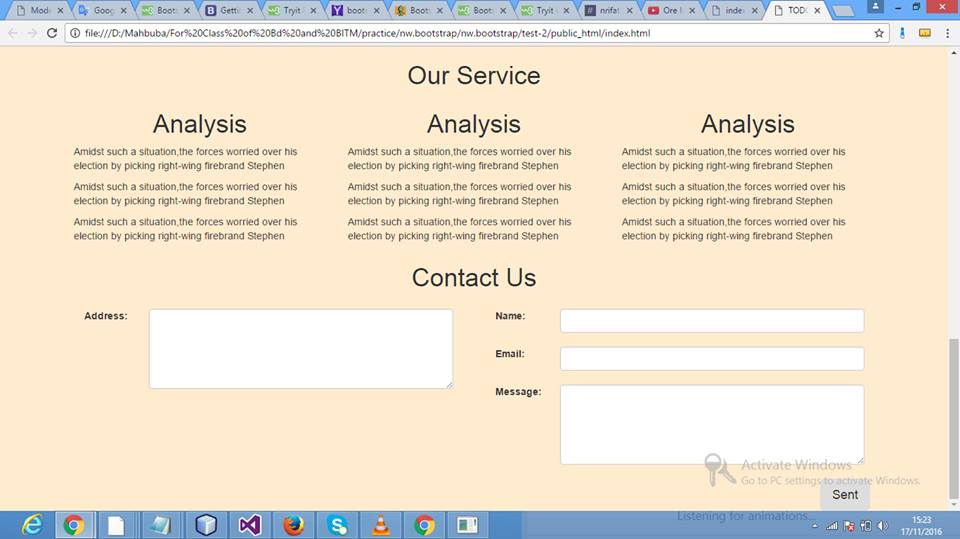 Mode
Goog
Boots
Getti
Tryit
boots
Boots
Boots
Tryit
nrifat
Ore
index
TODO
file:///D:/Mahbuba/For%20Class%20of%20Bd%20and%20BITM/practice/nw.bootstrap/nw.bootstrap/test-2/public_html/index.html
Our Service
Analysis Analysis Analysis
Amidst such a situation,the forces worried over his Amidst such a situation,the forces worried over his Amidst such a situation,the forces worried over his
election by picking right-wing firebrand Stephen election by picking right-wing firebrand Stephen election by picking right-wing firebrand Stephen
Amidst such a situation,the forces worried over his Amidst such a situation,the forces worried over his Amidst such a situation,the forces worried over his
election by picking right-wing firebrand Stephen election by picking right-wing firebrand Stephen election by picking right-wing firebrand Stephen
Amidst such a situation,the forces worried over his Amidst such a situation,the forces worried over his Amidst such a situation,the forces worried over his
election by picking right-wing firebrand Stephen election by picking right-wing firebrand Stephen election by picking right-wing firebrand Stephen
Contact Us
Address: Name:
Email:
Message:
Activate Windows
Go to PC settings to activate Windows.
Sent
Listening for animations...
15:23
17/11/2016